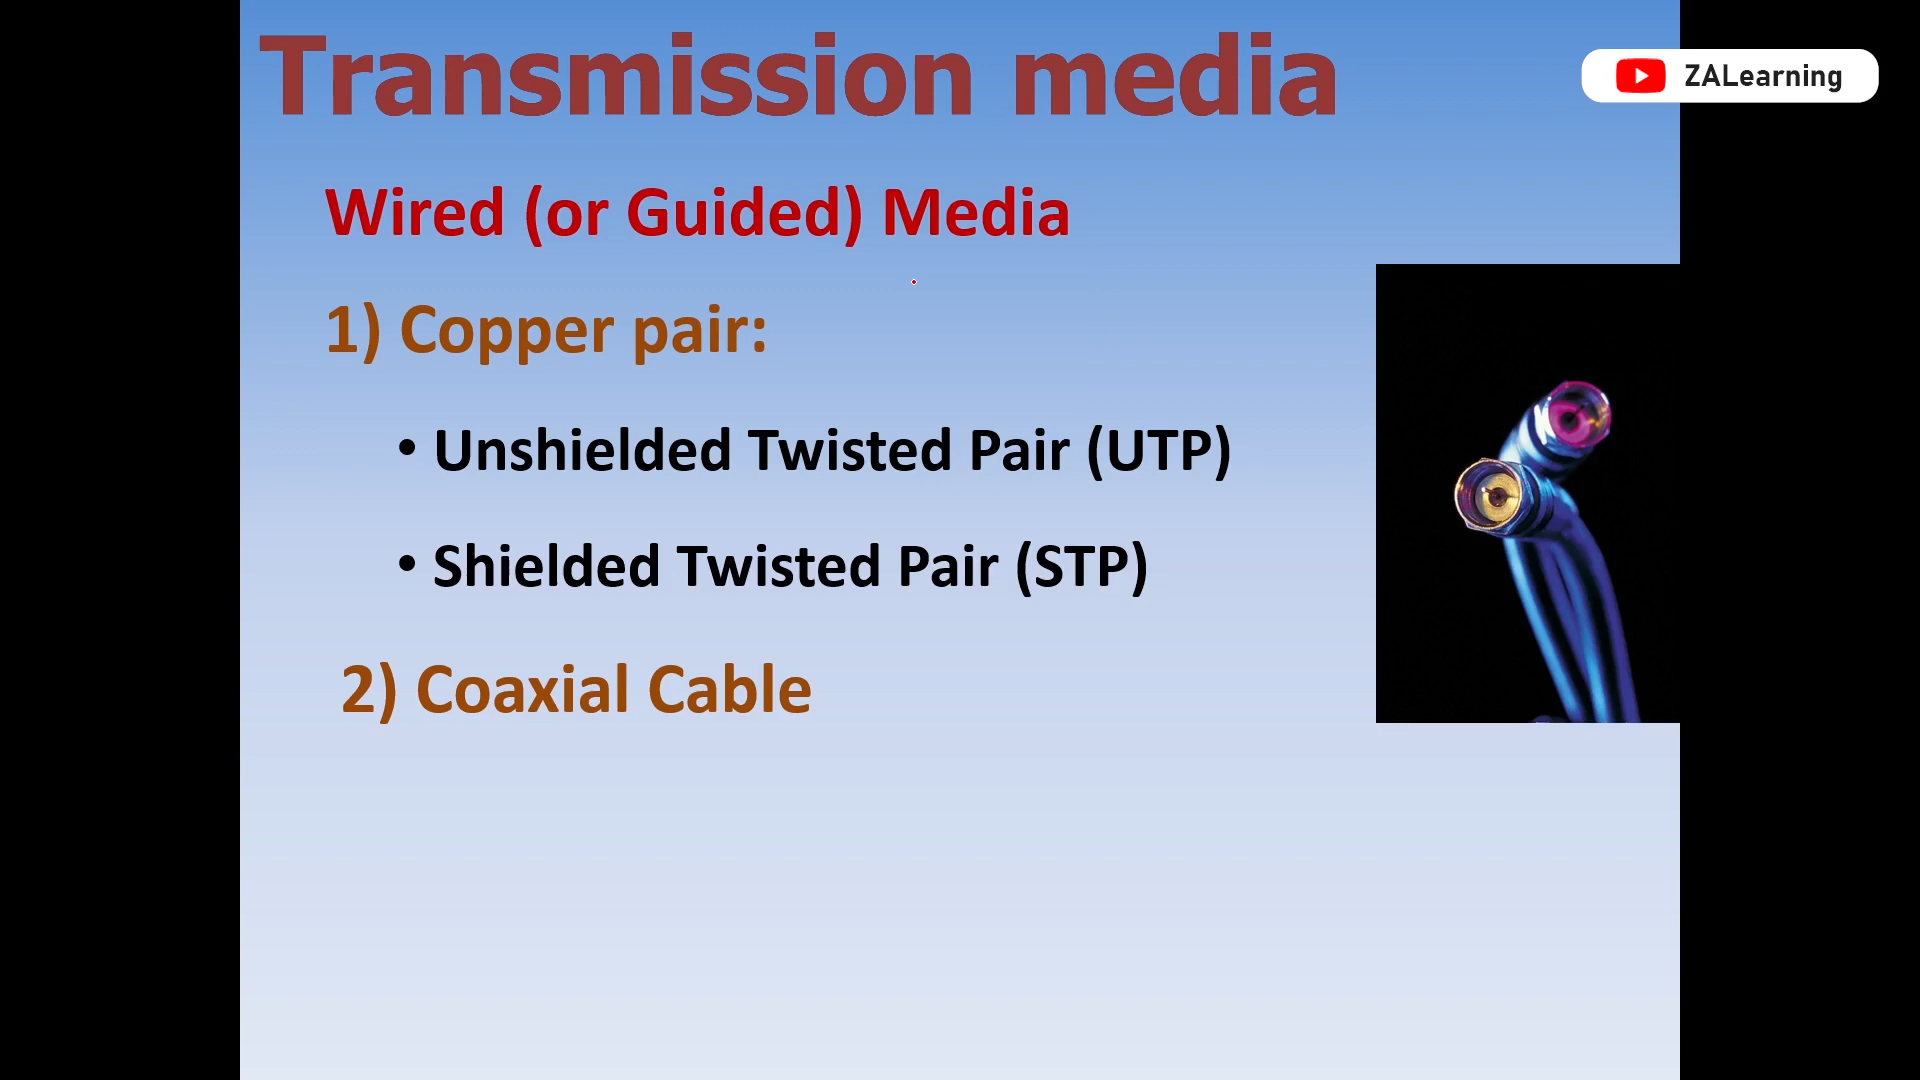 Transmission media
ZALearning
Wired (or Guided) Media
1) Copper pair:
• Unshielded Twisted Pair (UTP)
• Shielded Twisted Pair (STP)
2) Coaxial Cable